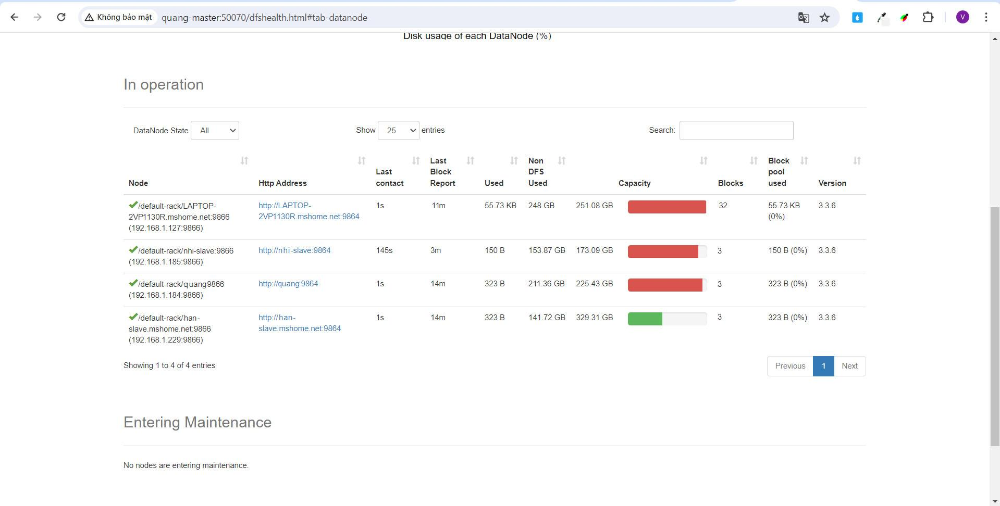 Không bảo mật quang-master:50070/dfshealth.html#tab-datanode V
Disk usage of each DataNode (%)
In operation
DataNode State All Show 25 entries Search:
Node Http Address Last contact Last Block Report Used Non DFS Used Capacity Blocks Block pool used Version
/default-rack/LAPTOP-
2VP1130R.mshome.net:9866
(192.168.1.127:9866)
http://LAPTOP-
2VP1130R.mshome.net:9864
1s 11m 55.73 KB 248 GB 251.08 GB 32 55.73 KB
(0%)
3.3.6
/default-rack/nhi-slave:9866
(192.168.1.185:9866)
http://nhi-slave:9864 145s 3m 150 B 153.87 GB 173.09 GB 3 150 B (0%) 3.3.6
/default-rack/quang9866
(192.168.1.184:9866)
http://quang:9864 1s 14m 323 B 211.36 GB 225.43 GB 3 323 B (0%) 3.3.6
/default-rack/han-
slave.mshome.net:9866
(192.168.1.229:9866)
http://han-
slave.mshome.net:9864
1s 14m 323 B 141.72 GB 329.31 GB 3 323 B (0%) 3.3.6
Showing 1 to 4 of 4 entries Previous 1 Next
Entering Maintenance
No nodes are entering maintenance.